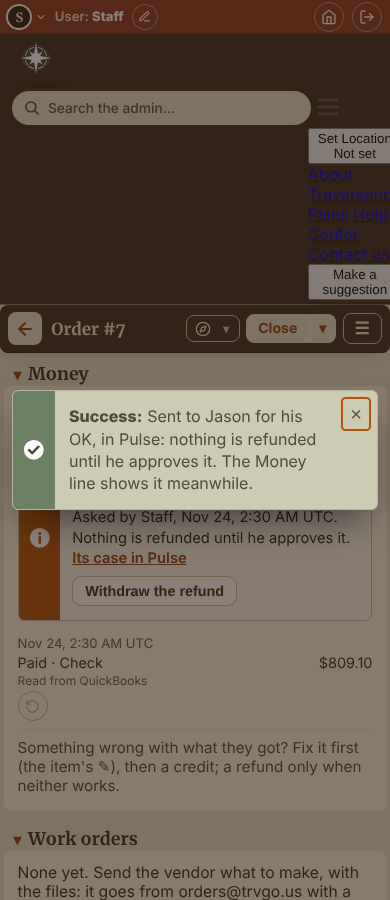 S
User: Staff
Search the admin...
Set Location
Not set
About
Traversend
Plans Help
Center
Contact us
Make a
suggestion
Order #7
Close
Money
Success: Sent to Jason for his
OK, in Pulse: nothing is refunded
until he approves it. The Money
line shows it meanwhile.
Asked by Staff, Nov 24, 2:30 AM UTC.
Nothing is refunded until he approves it.
Its case in Pulse
Withdraw the refund
Nov 24, 2:30 AM UTC
Paid · Check
$809.10
Read from QuickBooks
Something wrong with what they got? Fix it first
(the item's ✎), then a credit; a refund only when
neither works.
Work orders
None yet. Send the vendor what to make, with
the files: it goes from orders@trvgo.us with a